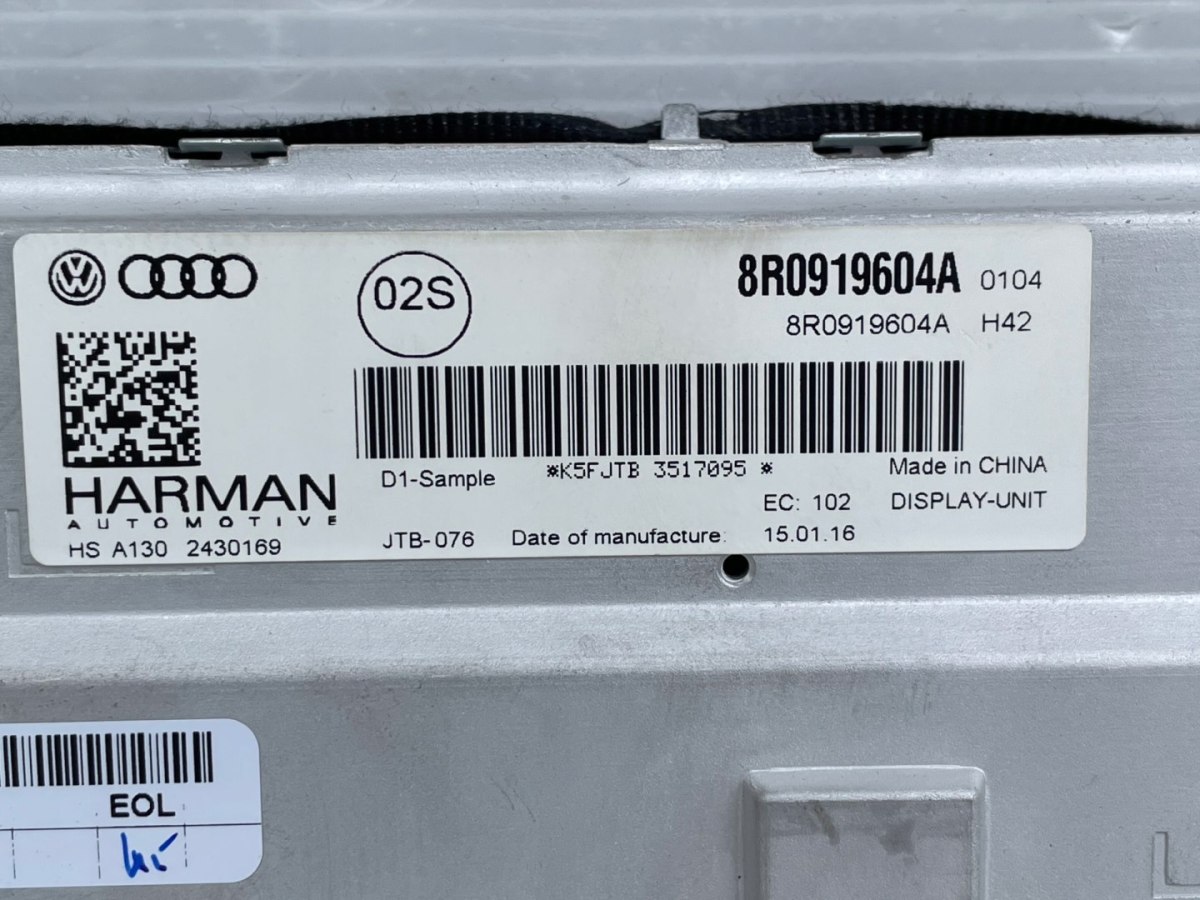 02S
8R0919604A 0104
8R0919604A H42
D1-Sample
*K5FJTB 3517095 *
Made in CHINA
HARMAN
AUTOMOTIVE
EC: 102
DISPLAY-UNIT
HS A130 2430169
JTB-076
Date of manufacture:
15.01.16
EOL